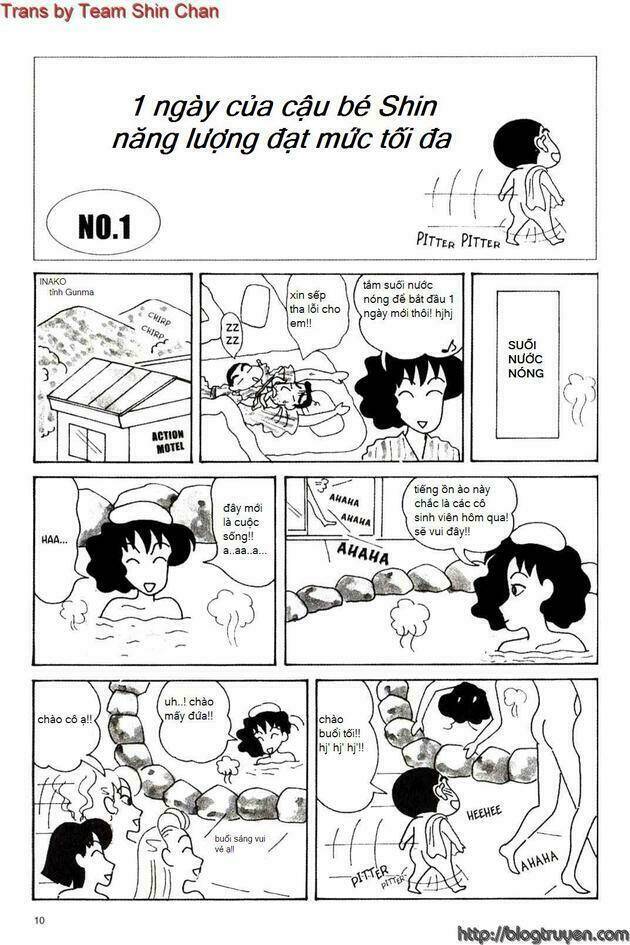 Trans by Team Shin Chan
1 ngày của cậu bé Shin
năng lượng đạt mức tối đa
NO.1
PITTER PITTER
INAKO
tỉnh Gunma
CHIRP
CHIRP
ACTION
MOTEL
ZZ
ZZ
xin sếp
tha lỗi cho
em!!
tắm suối nước
nóng để bắt đầu 1
ngày mới thôi! hjhj
SUỐI
NƯỚC
NÓNG
HAA...
đây mới
là cuộc
sống!!
a..aa..a...
AHAHA
AHAHA
AHAHA
tiếng ồn ào này
chắc là các cô
sinh viên hôm qua!
sẽ vui đây!!
chào cô ạ!!
uh..! chào
mấy đứa!!
buổi sáng vui
vẻ ạ!!
chào
buổi tối!!
hj' hj' hj'!!
HEEHEE
AHAHA
PITTER
PITTER
10
http://blogtruyen.com